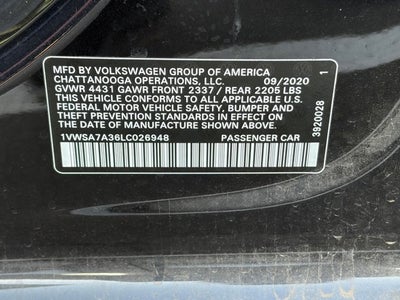 MFD BY VOLKSWAGEN GROUP OF AMERICA
CHATTANOOGA OPERATIONS, LLC. 09/2020
GVWR 4431 GAWR FRONT 2337 / REAR 2205 LBS
THIS VEHICLE CONFORMS TO ALL APPLICABLE U.S.
FEDERAL MOTOR VEHICLE SAFETY, BUMPER AND
THEFT PREVENTION STANDARDS IN EFFECT ON THE
DATE OF MANUFACTURE SHOWN ABOVE.
1VWSA7A36LC026948 PASSENGER CAR
3920028 1